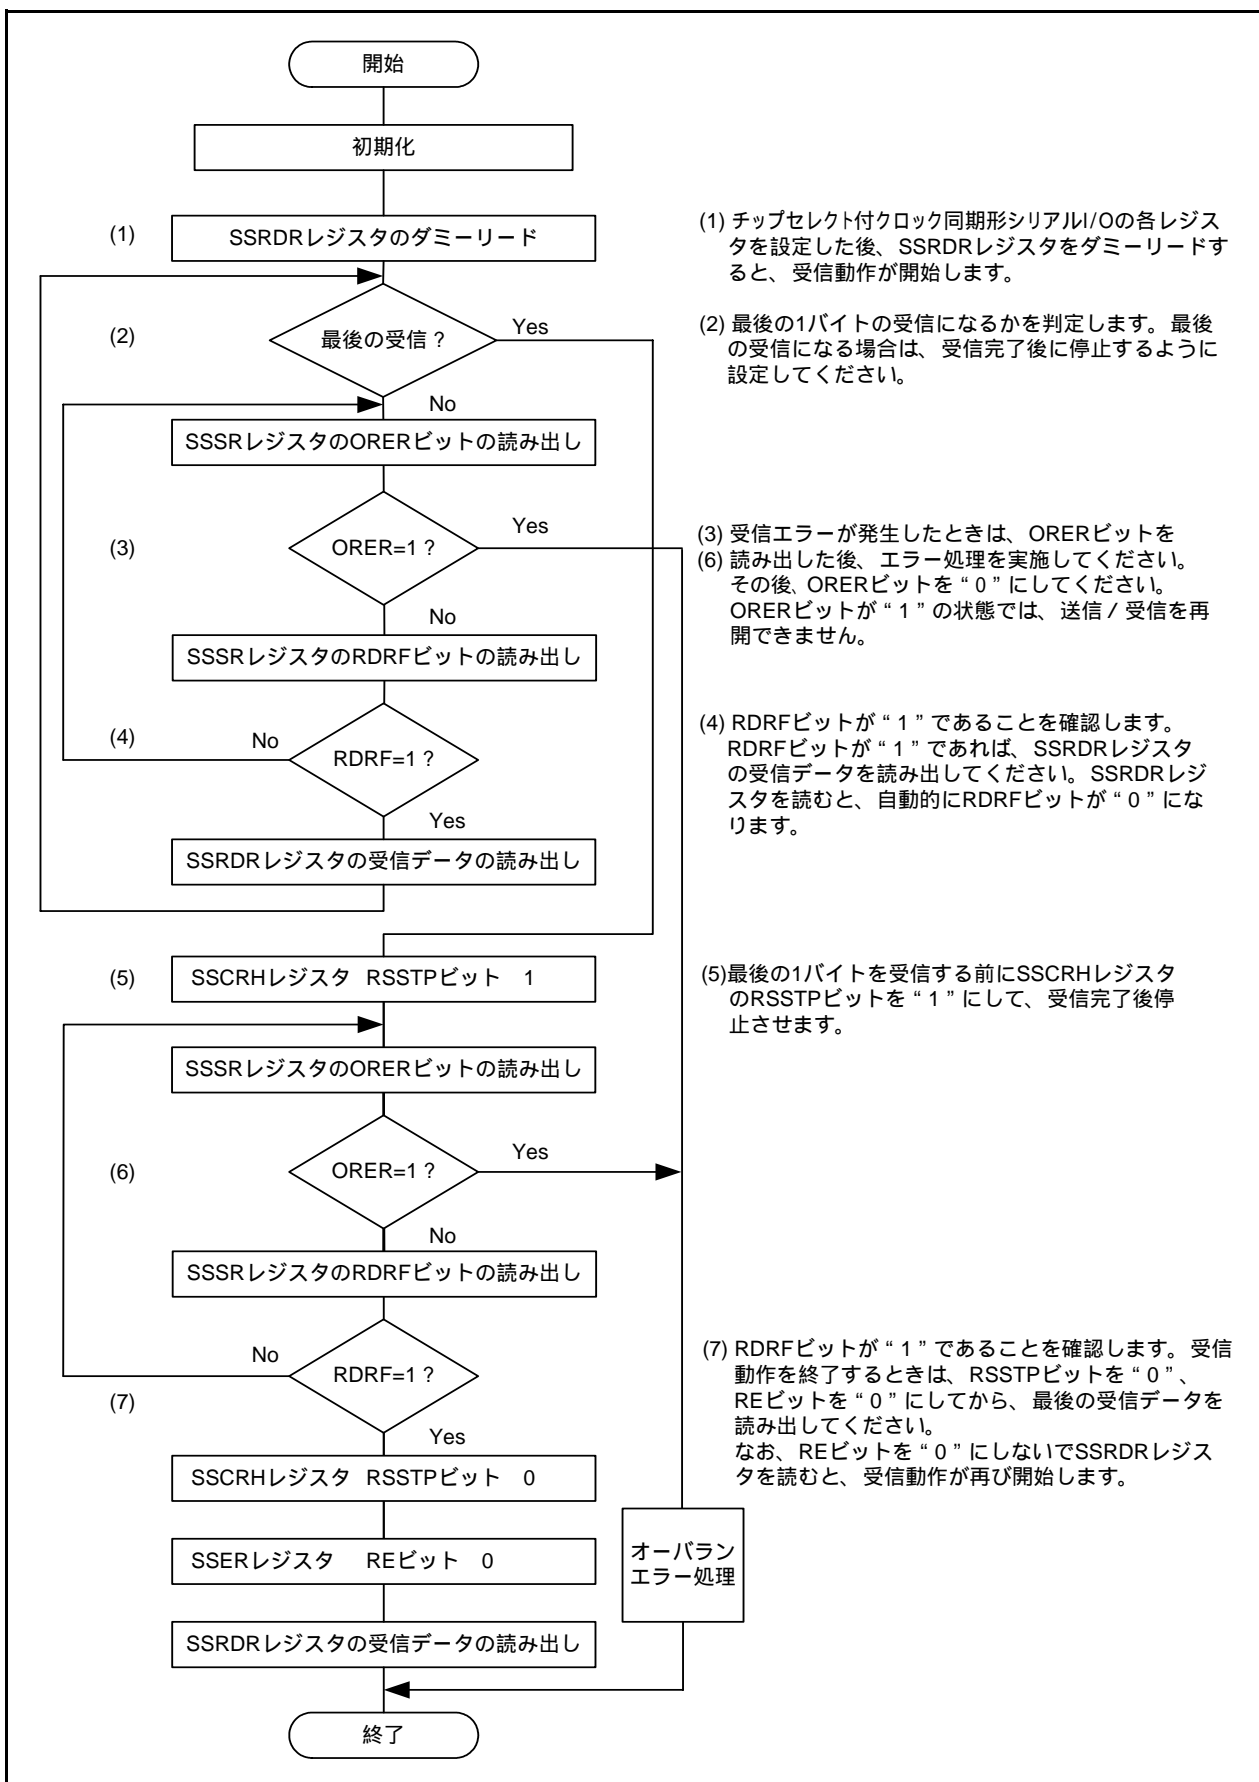 開始
初期化
(1)
SSRDRレジスタのダミーリード
(2)
最後の受信？
Yes
No
SSSRレジスタのORERビットの読み出し
(3)
ORER=1？
Yes
No
SSSRレジスタのRDRFビットの読み出し
(4)
No
RDRF=1？
Yes
SSRDRレジスタの受信データの読み出し
(5)
SSCRHレジスタ RSSTPビット 1
SSSRレジスタのORERビットの読み出し
(6)
ORER=1？
Yes
No
SSSRレジスタのRDRFビットの読み出し
No
RDRF=1？
(7)
Yes
SSCRHレジスタ RSSTPビット 0
SSERレジスタ REビット 0
SSRDRレジスタの受信データの読み出し
オーバラン
エラー処理
終了
(1) チップセレクト付クロック同期形シリアルI/Oの各レジス
タを設定した後、SSRDRレジスタをダミーリードす
ると、受信動作が開始します。
(2) 最後の1バイトの受信になるかを判定します。最後
の受信になる場合は、受信完了後に停止するように
設定してください。
(3) 受信エラーが発生したときは、ORERビットを
(6) 読み出した後、エラー処理を実施してください。
その後、ORERビットを“0”にしてください。
ORERビットが“1”の状態では、送信／受信を再
開できません。
(4) RDRFビットが“1”であることを確認します。
RDRFビットが“1”であれば、SSRDRレジスタ
の受信データを読み出してください。SSRDRレジ
スタを読むと、自動的にRDRFビットが“0”にな
ります。
(5)最後の1バイトを受信する前にSSCRHレジスタ
のRSSTPビットを“1”にして、受信完了後停
止させます。
(7) RDRFビットが“1”であることを確認します。受信
動作を終了するときは、RSSTPビットを“0”、
REビットを“0”にしてから、最後の受信データを
読み出してください。
なお、REビットを“0”にしないでSSRDRレジス
タを読むと、受信動作が再び開始します。